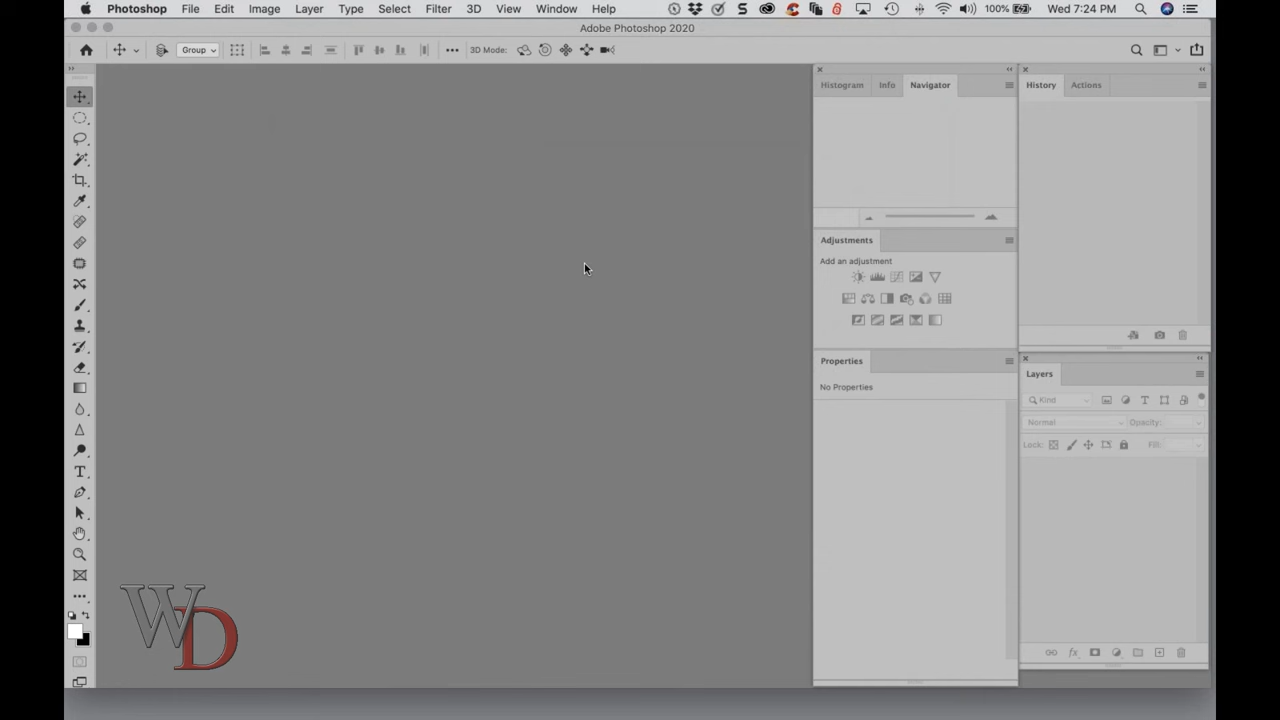 Photoshop File Edit Image Layer Type Select Filter 3D View Window Help 100% Wed 7:24 PM
Adobe Photoshop 2020
Group 3D Mode:
Histogram Info Navigator
History Actions
Adjustments
Add an adjustment
Properties
No Properties
Layers
Kind
Normal Opacity:
Lock: Fill:
WD